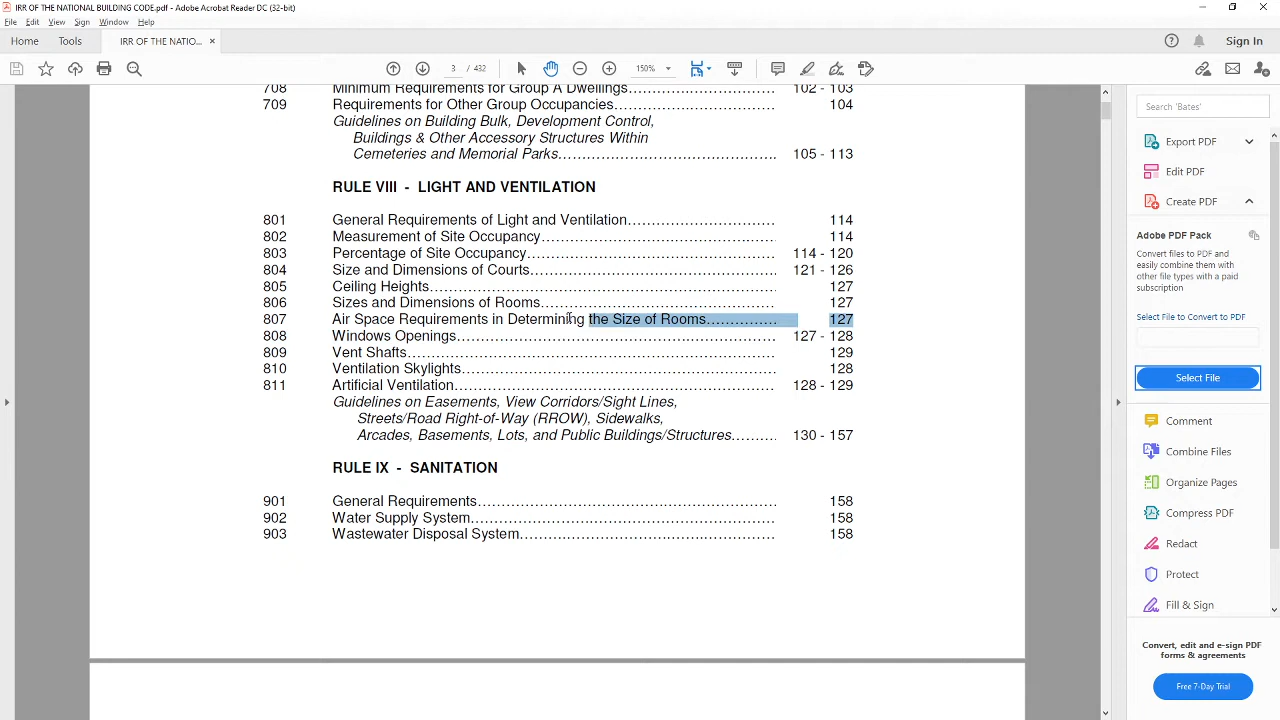 IRR OF THE NATIONAL BUILDING CODE.pdf - Adobe Acrobat Reader DC (32-bit)
File Edit View Sign Window Help
Home Tools IRR OF THE NATIO... × Sign In
3 / 432 150%
708 Minimum Requirements for Group A Dwellings……………………… 102 - 103
709 Requirements for Other Group Occupancies………………………… 104
Guidelines on Building Bulk, Development Control,
Buildings & Other Accessory Structures Within
Cemeteries and Memorial Parks……………………………………….. 105 - 113
RULE VIII - LIGHT AND VENTILATION
801 General Requirements of Light and Ventilation……………………… 114
802 Measurement of Site Occupancy……………………………………… 114
803 Percentage of Site Occupancy………………………………………… 114 - 120
804 Size and Dimensions of Courts………………………………………… 121 - 126
805 Ceiling Heights…………………………………………………………… 127
806 Sizes and Dimensions of Rooms……………………………………… 127
807 Air Space Requirements in Determining the Size of Rooms………….. 127
808 Windows Openings……………………………………………………… 127 - 128
809 Vent Shafts……………………………………………………………… 129
810 Ventilation Skylights……………………………………………………… 128
811 Artificial Ventilation……………………………………………………… 128 - 129
Guidelines on Easements, View Corridors/Sight Lines,
Streets/Road Right-of-Way (RROW), Sidewalks,
Arcades, Basements, Lots, and Public Buildings/Structures……... 130 - 157
RULE IX - SANITATION
901 General Requirements………………………………………………… 158
902 Water Supply System…………………………………………………… 158
903 Wastewater Disposal System………………………………………… 158
Search 'Bates'
Export PDF
Edit PDF
Create PDF
Adobe PDF Pack
Convert files to PDF and
easily combine them with
other file types with a paid
subscription
Select File to Convert to PDF
Select File
Comment
Combine Files
Organize Pages
Compress PDF
Redact
Protect
Fill & Sign
Convert, edit and e-sign PDF
forms & agreements
Free 7-Day Trial